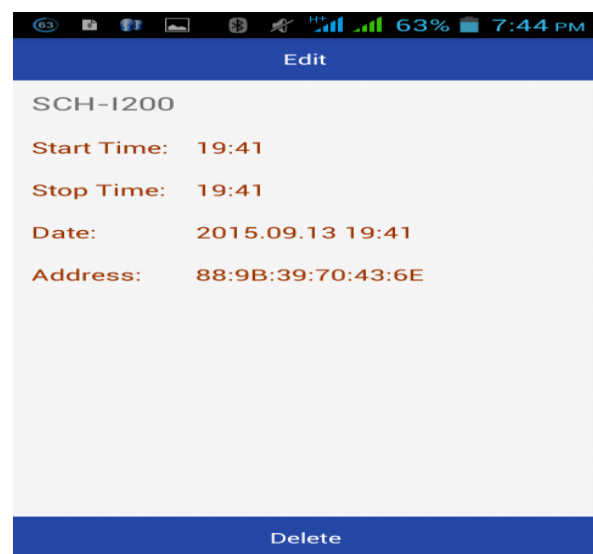 63 H+ 63% 7:44 PM
Edit
SCH-I200
Start Time: 19:41
Stop Time: 19:41
Date: 2015.09.13 19:41
Address: 88:9B:39:70:43:6E
Delete